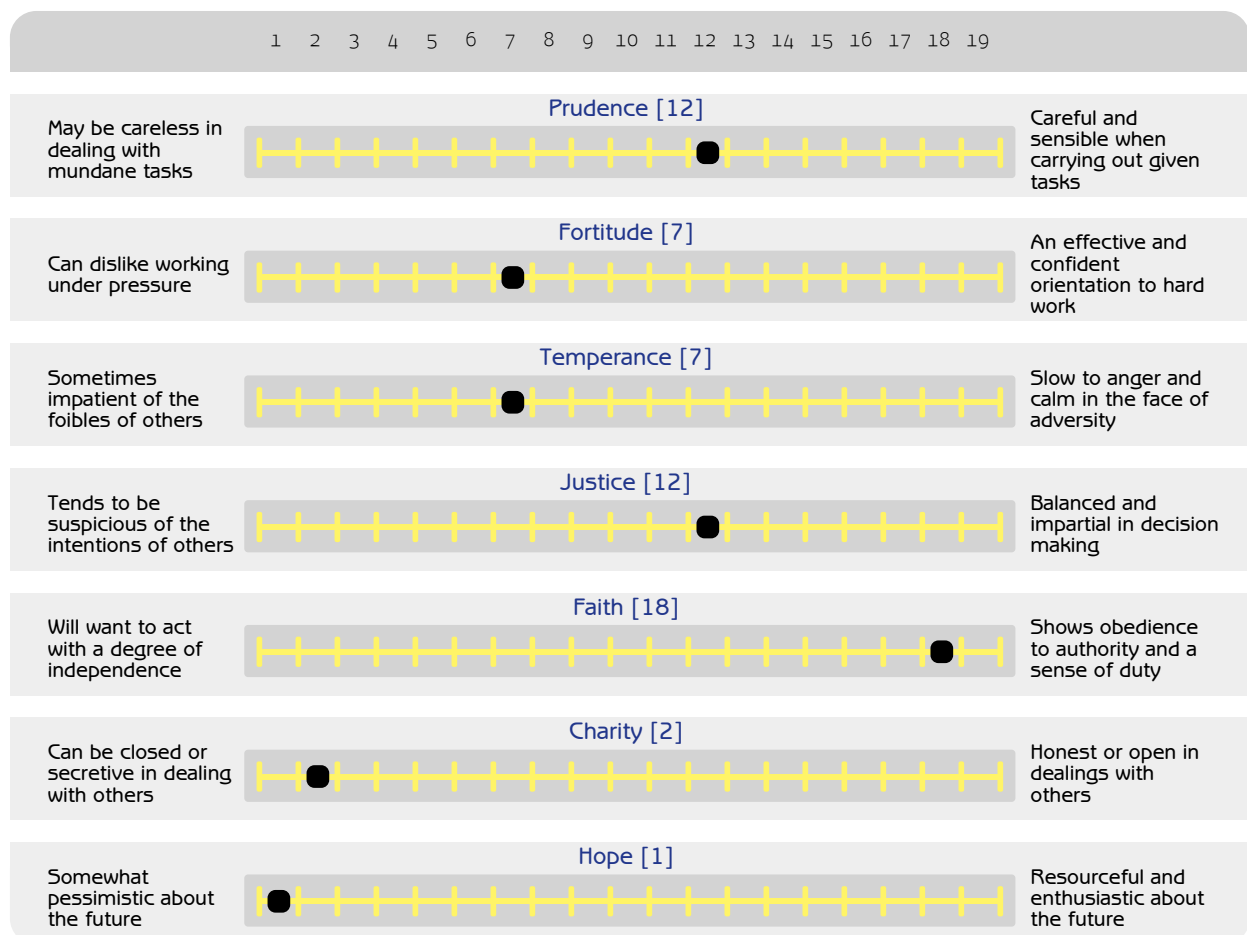 1 2 3 4 5 6 7 8 9 10 11 12 13 14 15 16 17 18 19
Prudence [12]
May be careless in
dealing with
mundane tasks
Careful and
sensible when
carrying out given
tasks
Fortitude [7]
Can dislike working
under pressure
An effective and
confident
orientation to hard
work
Temperance [7]
Sometimes
impatient of the
foibles of others
Slow to anger and
calm in the face of
adversity
Justice [12]
Tends to be
suspicious of the
intentions of others
Balanced and
impartial in decision
making
Faith [18]
Will want to act
with a degree of
independence
Shows obedience
to authority and a
sense of duty
Charity [2]
Can be closed or
secretive in dealing
with others
Honest or open in
dealings with
others
Hope [1]
Somewhat
pessimistic about
the future
Resourceful and
enthusiastic about
the future